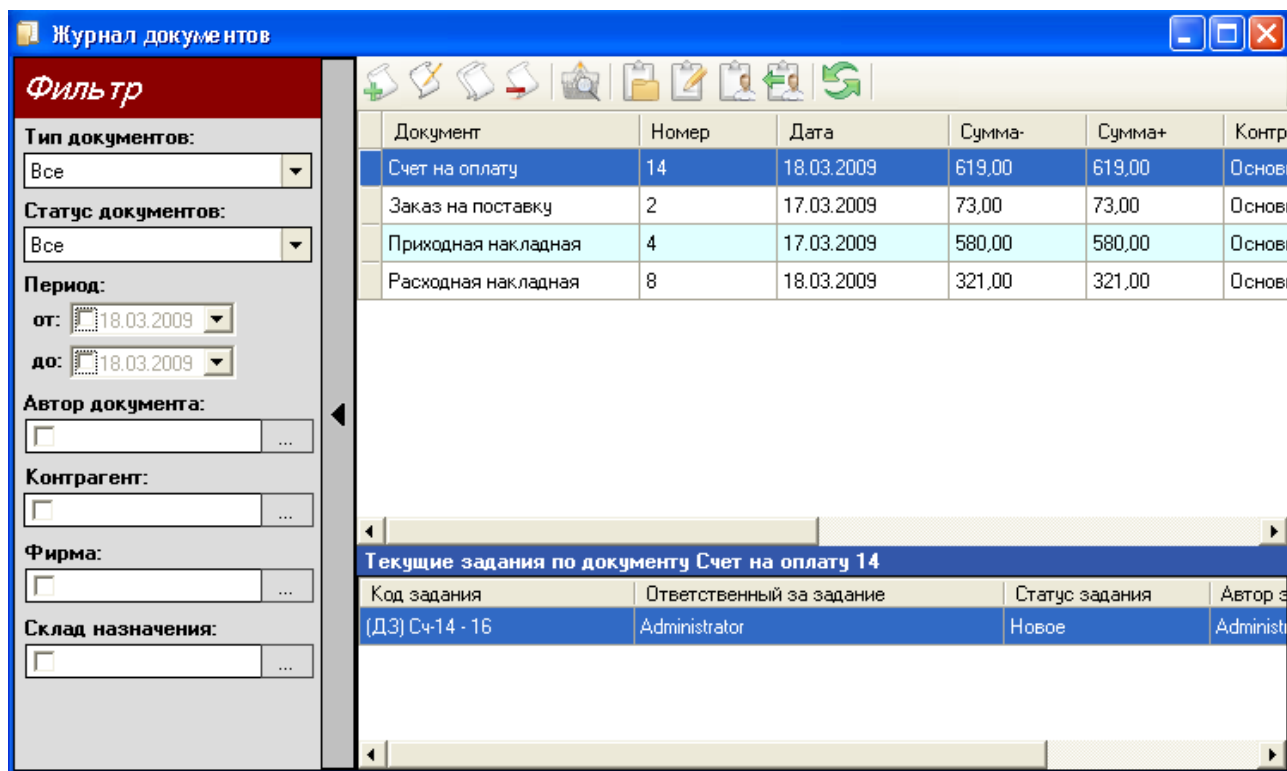 Журнал документов
Фильтр
Тип документов:
Все
Статус документов:
Все
Период:
от: 18.03.2009
до: 18.03.2009
Автор документа:
...
Контрагент:
...
Фирма:
...
Склад назначения:
...
Документ Номер Дата Сумма- Сумма+ Контр
Счет на оплату 14 18.03.2009 619,00 619,00 Основ
Заказ на поставку 2 17.03.2009 73,00 73,00 Основ
Приходная накладная 4 17.03.2009 580,00 580,00 Основ
Расходная накладная 8 18.03.2009 321,00 321,00 Основ
Текущие задания по документу Счет на оплату 14
Код задания Ответственный за задание Статус задания Автор з
(ДЗ) Сч-14 - 16 Administrator Новое Administ